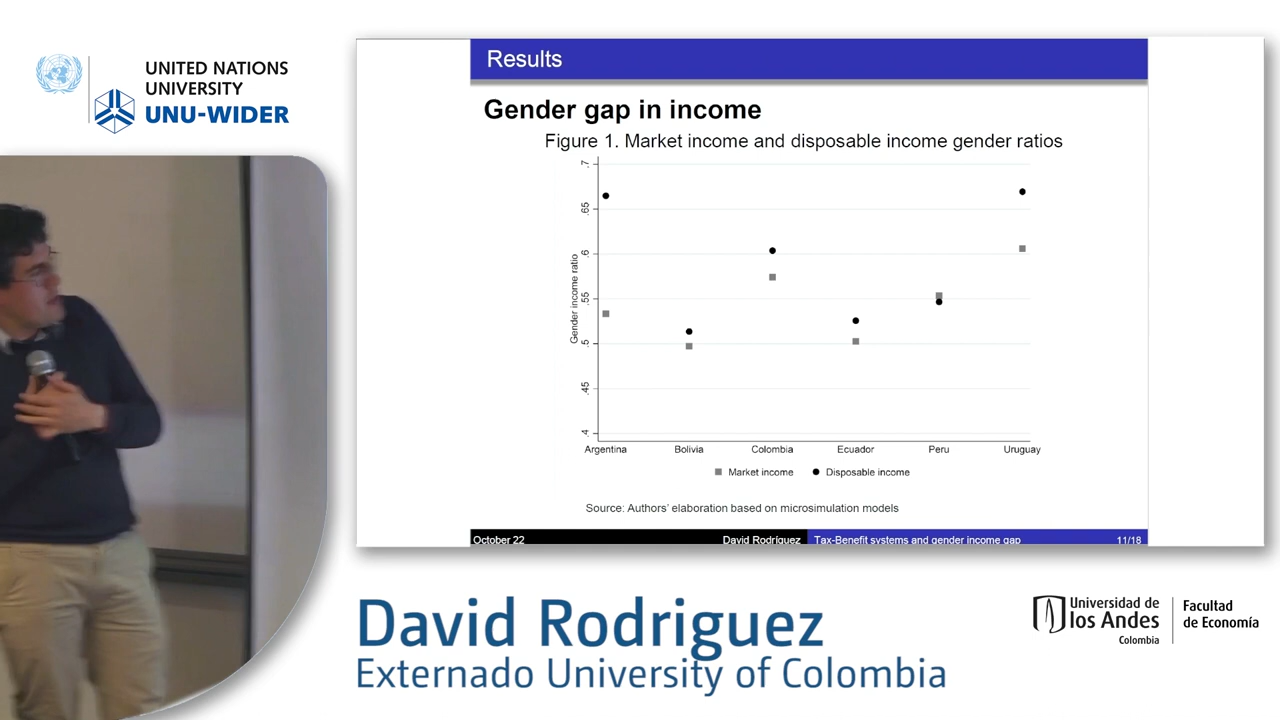 UNITED NATIONS
UNIVERSITY
UNU-WIDER
Results
Gender gap in income
Figure 1. Market income and disposable income gender ratios
Gender income ratio
.7
.65
.6
.55
.5
.45
.4
Argentina Bolivia Colombia Ecuador Peru Uruguay
Market income Disposable income
Source: Authors' elaboration based on microsimulation models
October 22 David Rodríguez Tax-Benefit systems and gender income gap 11/18
David Rodriguez
Externado University of Colombia
Universidad de
los Andes
Colombia
Facultad
de Economía